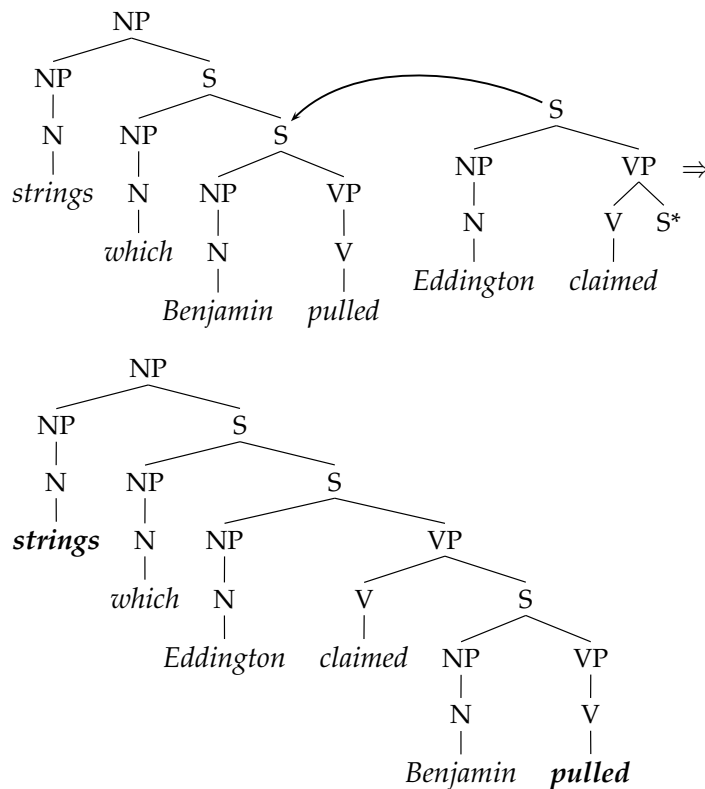 NP
NP S S
N NP S NP VP ⇒
strings N NP VP N V S*
which N V Eddington claimed
Benjamin pulled
NP
NP S
N NP S
strings N NP VP
which N V S
Eddington claimed NP VP
N V
Benjamin pulled